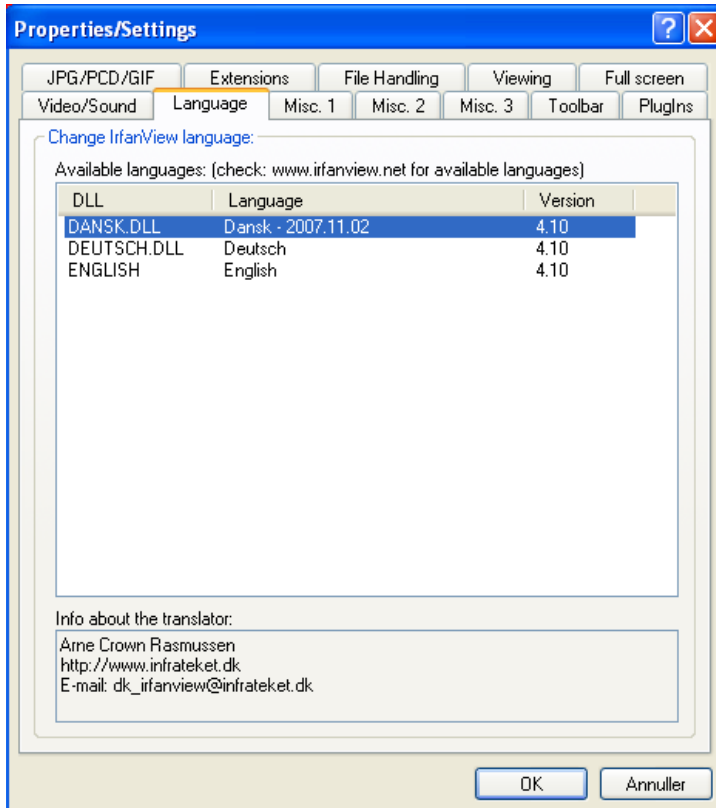 Properties/Settings
JPG/PCD/GIF Extensions File Handling Viewing Full screen
Video/Sound Language Misc. 1 Misc. 2 Misc. 3 Toolbar PlugIns
Change IrfanView language:
Available languages: (check: www.irfanview.net for available languages)
DLL Language Version
DANSK.DLL Dansk - 2007.11.02 4.10
DEUTSCH.DLL Deutsch 4.10
ENGLISH English 4.10
Info about the translator:
Arne Crown Rasmussen
http://www.infrateket.dk
E-mail: dk_irfanview@infrateket.dk
OK Annuller